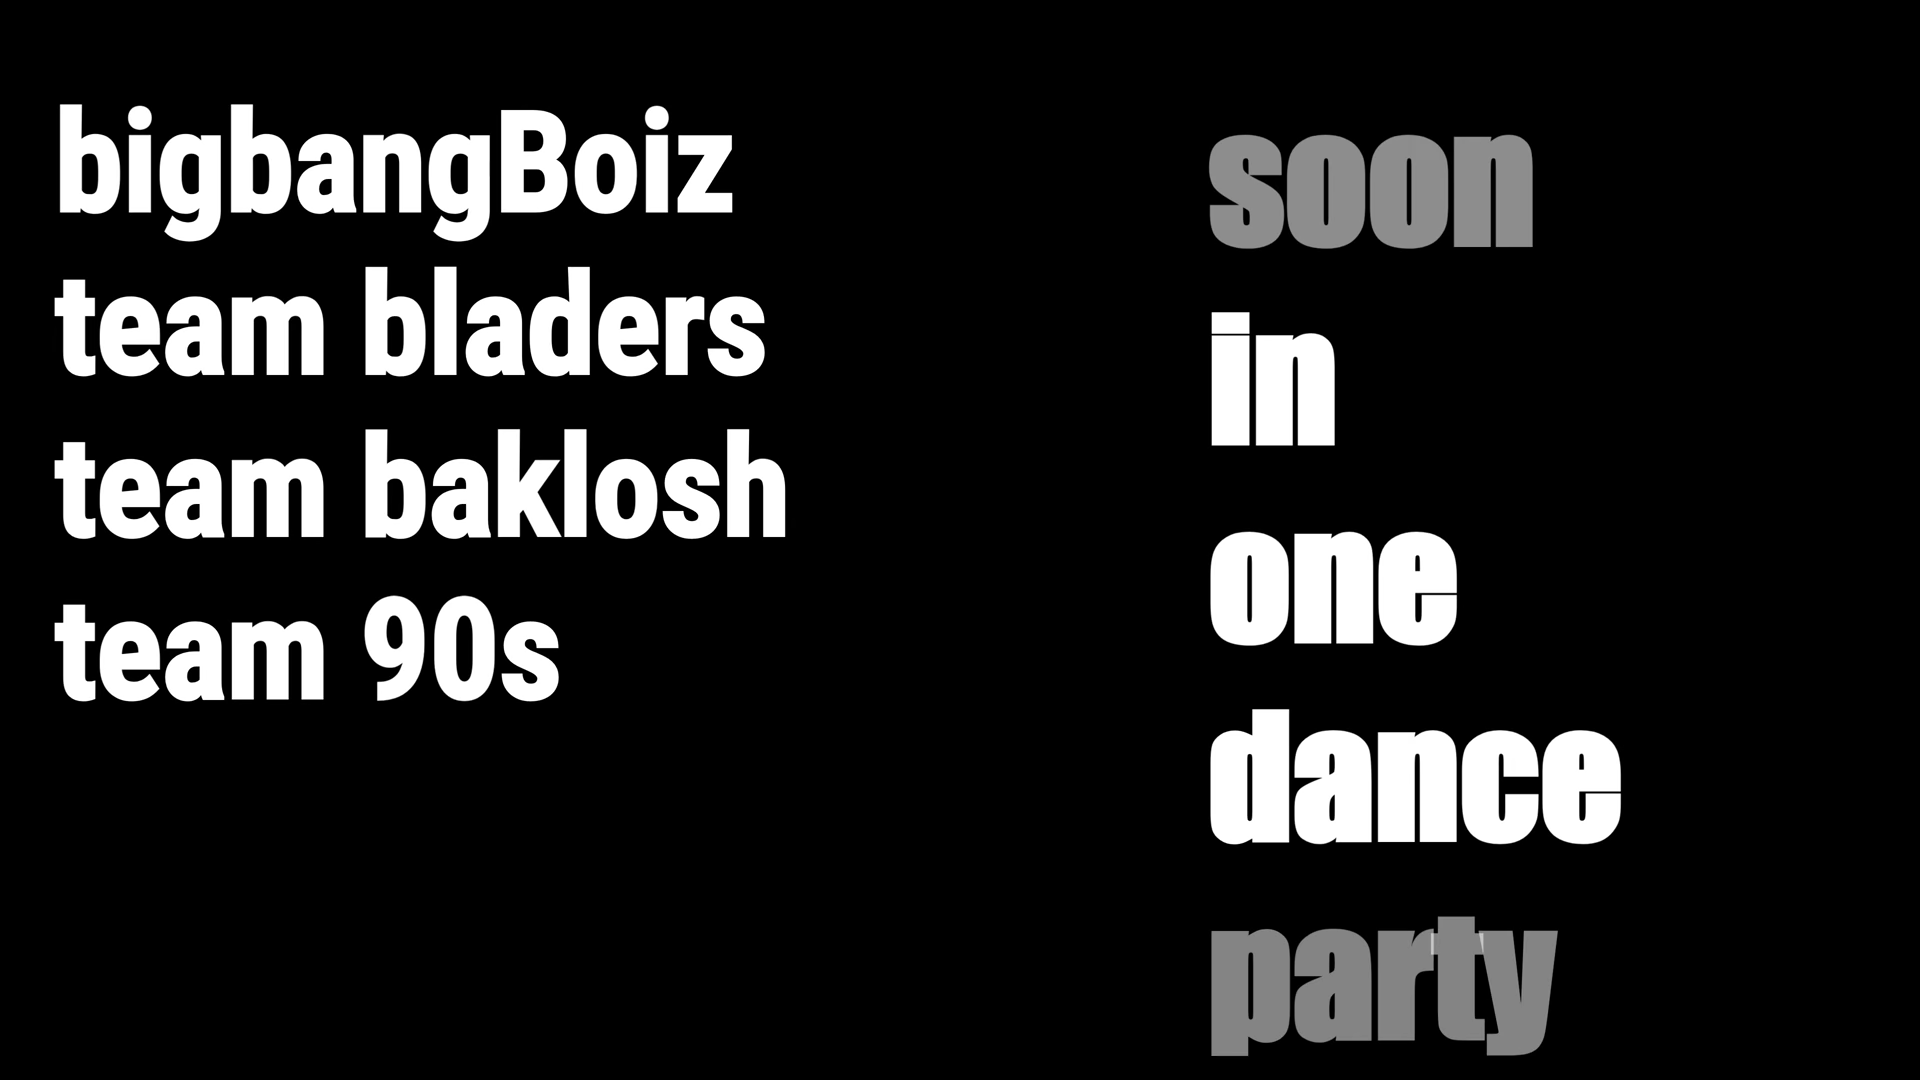 bigbangBoiz
team bladers
team baklosh
team 90s
soon
in
one
dance
party